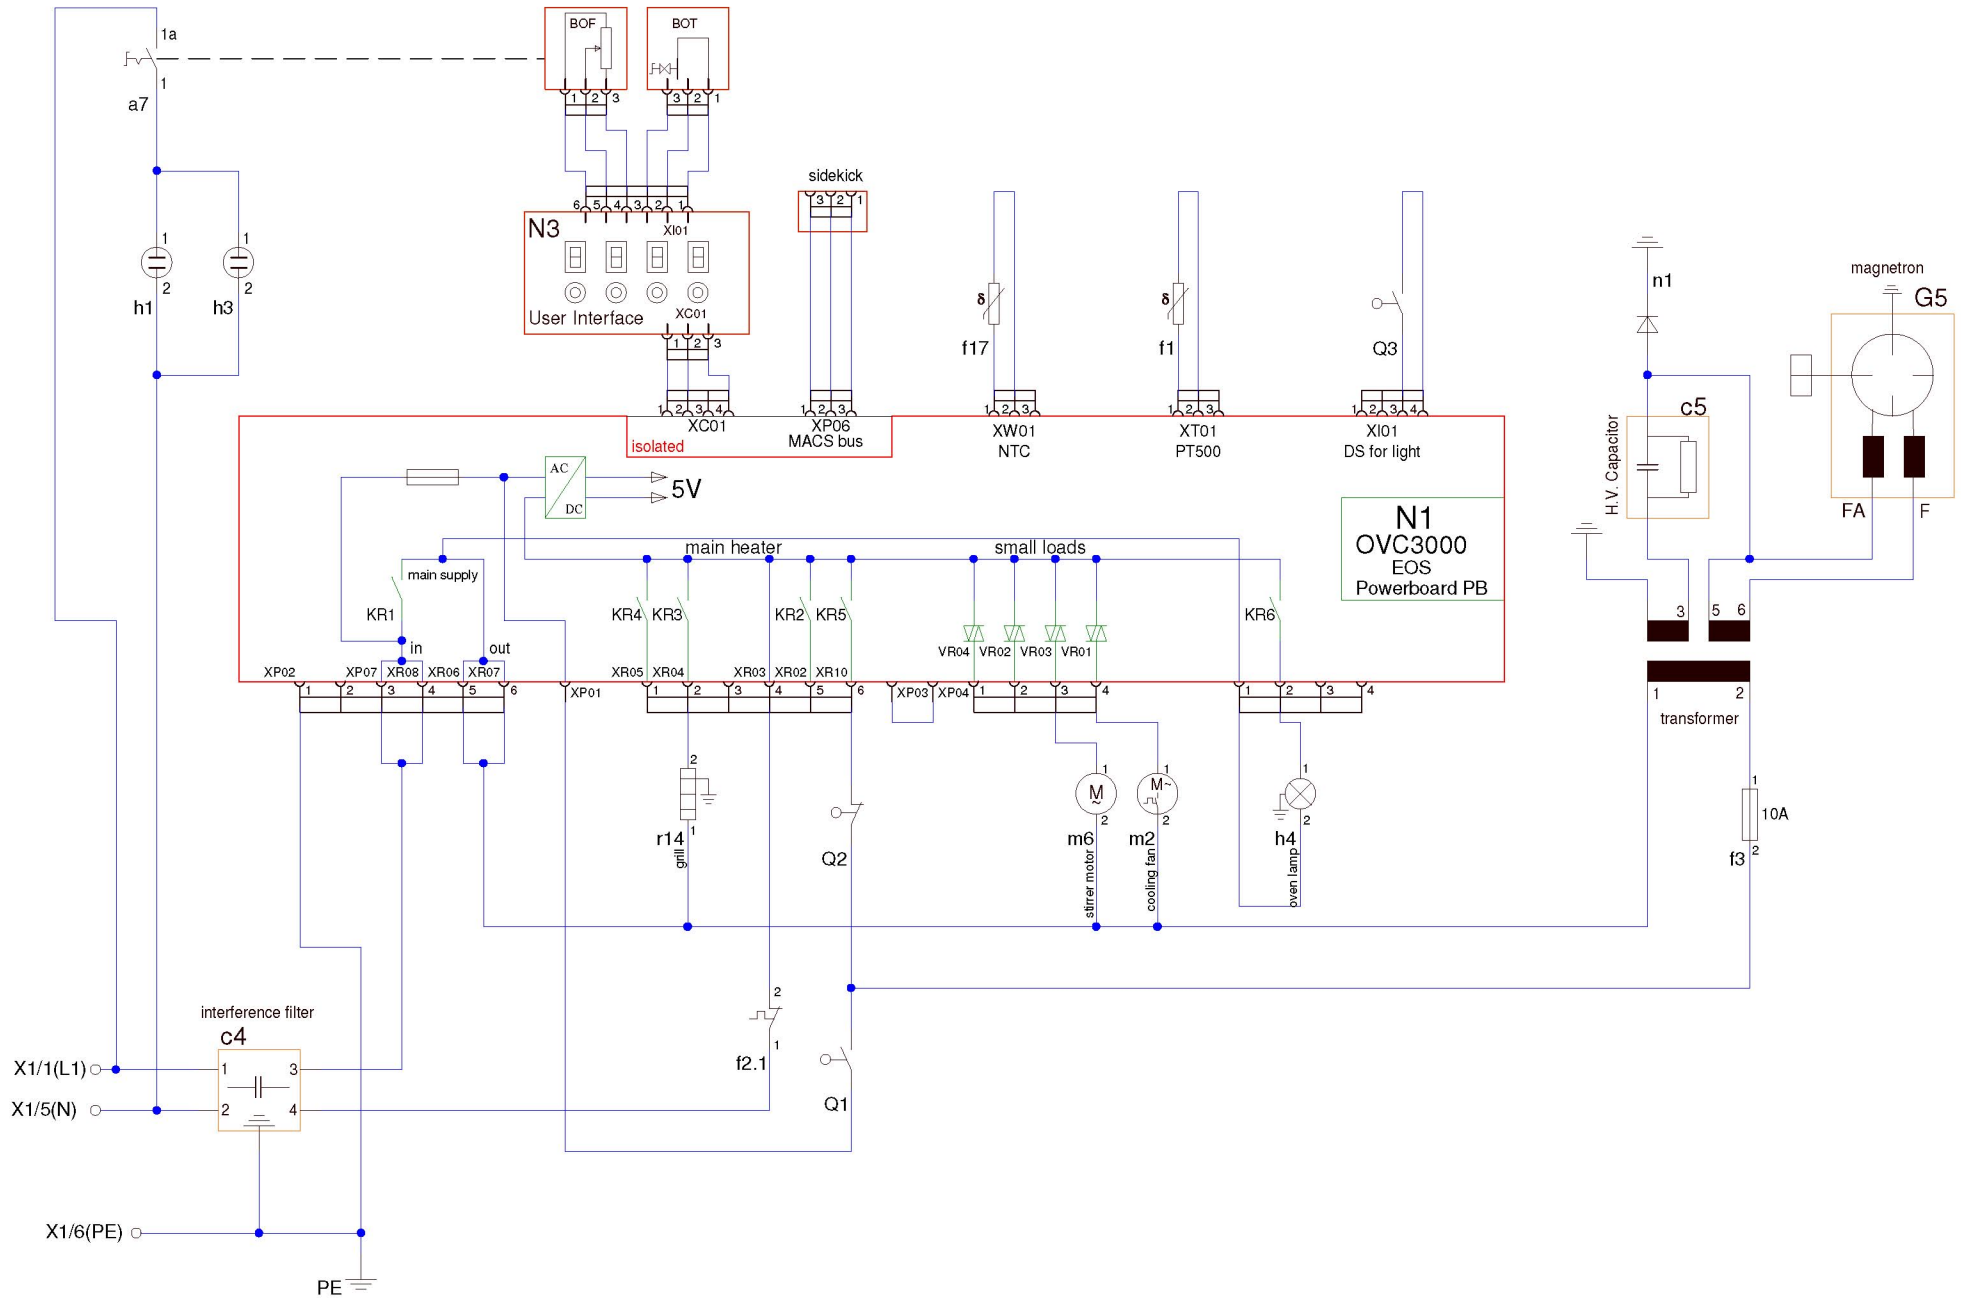 1a
1
a7
BOF
BOT
1 2 3
3 2 1
sidekick
3 2 1
6 5 4 3 2 1
N3
XI01
User Interface
XC01
1 2 3
1
2
h1
1
2
h3
δ
f17
δ
f1
Q3
n1
magnetron
G5
c5
H.V. Capacitor
FA
F
1 2 3 4
XC01
1 2 3
XP06
MACS bus
isolated
1 2 3
XW01
NTC
1 2 3
XT01
PT500
1 2 3 4
XI01
DS for light
AC
DC
5V
N1
OVC3000
EOS
Powerboard PB
main heater
small loads
main supply
KR1
KR4
KR3
KR2
KR5
KR6
in
out
VR04
VR02
VR03
VR01
XP02
XP07
XR08
XR06
XR07
XR05
XR04
XR03
XR02
XR10
1 2 3 4 5 6
XP01
1 2 3 4 5 6
XP03
XP04
1 2 3 4
1 2 3 4
3
5
6
1
2
transformer
2
r14
1
grill
Q2
1
M
~
2
m6
stirrer motor
1
M~
2
m2
cooling fan
1
2
h4
oven lamp
1
10A
2
f3
2
1
f2.1
Q1
interference filter
c4
X1/1(L1)
1
3
X1/5(N)
2
4
X1/6(PE)
PE